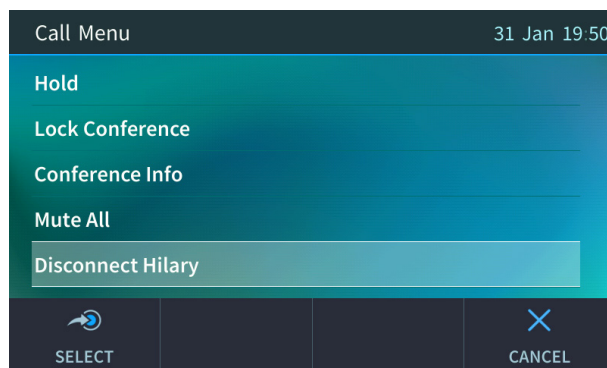 Call Menu 31 Jan 19:50
Hold
Lock Conference
Conference Info
Mute All
Disconnect Hilary
SELECT CANCEL